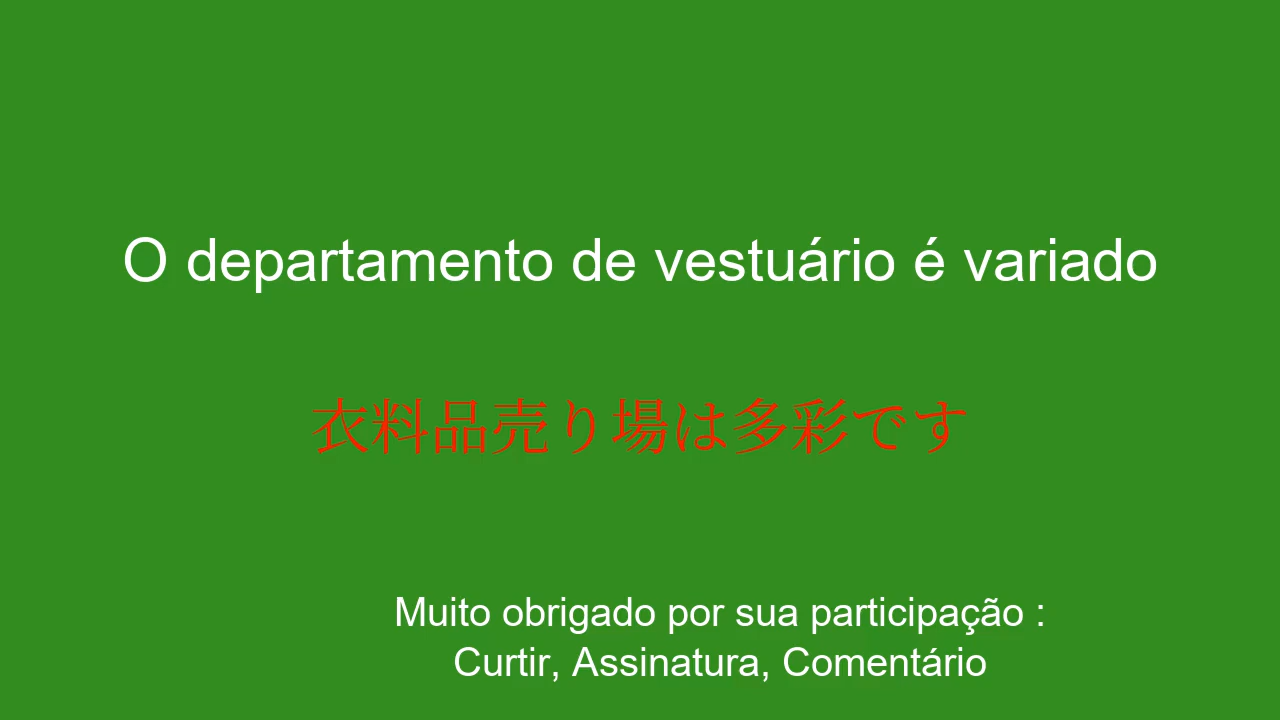 O departamento de vestuário é variado
衣料品売り場は多彩です
Muito obrigado por sua participação :
Curtir, Assinatura, Comentário